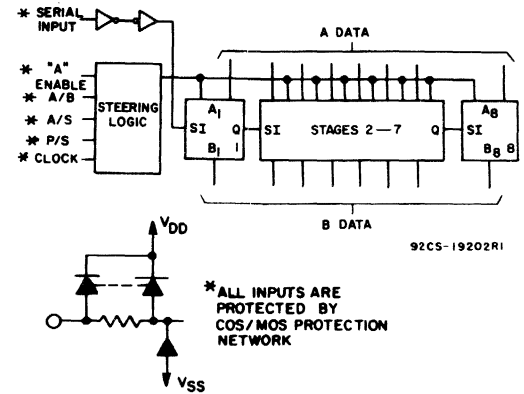 * SERIAL
INPUT
A DATA
* "A"
ENABLE
* A/B
* A/S
* P/S
* CLOCK
STEERING
LOGIC
A1
SI Q
B1 1
SI STAGES 2—7 Q
A8
SI
B8 8
B DATA
92CS-19202R1
VDD
* ALL INPUTS ARE
PROTECTED BY
COS/MOS PROTECTION
NETWORK
VSS